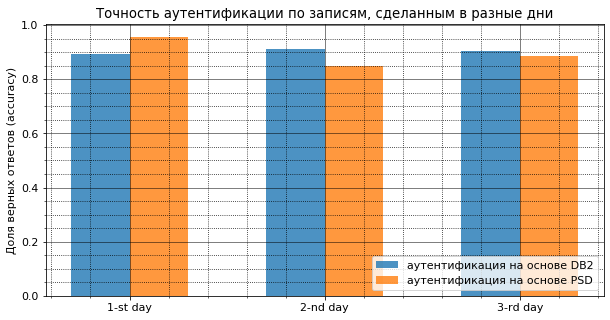 Точность аутентификации по записям, сделанным в разные дни
Доля верных ответов (accuracy)
1.0
0.8
0.6
0.4
0.2
0.0
1-st day
2-nd day
3-rd day
аутентификация на основе DB2
аутентификация на основе PSD